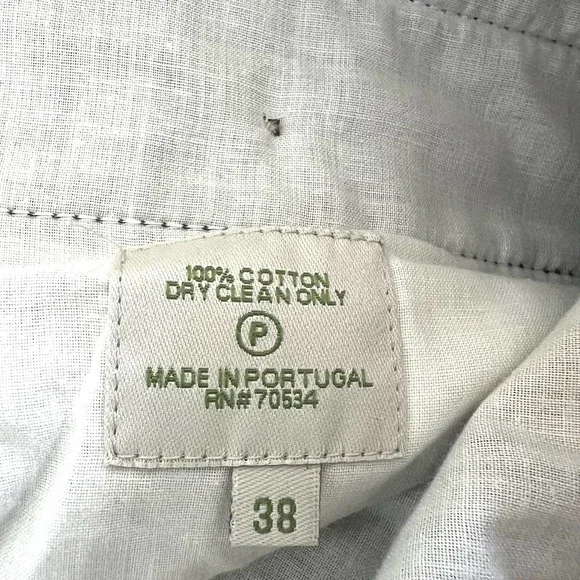 100% COTTON
DRY CLEAN ONLY
P
MADE IN PORTUGAL
RN# 70534
38